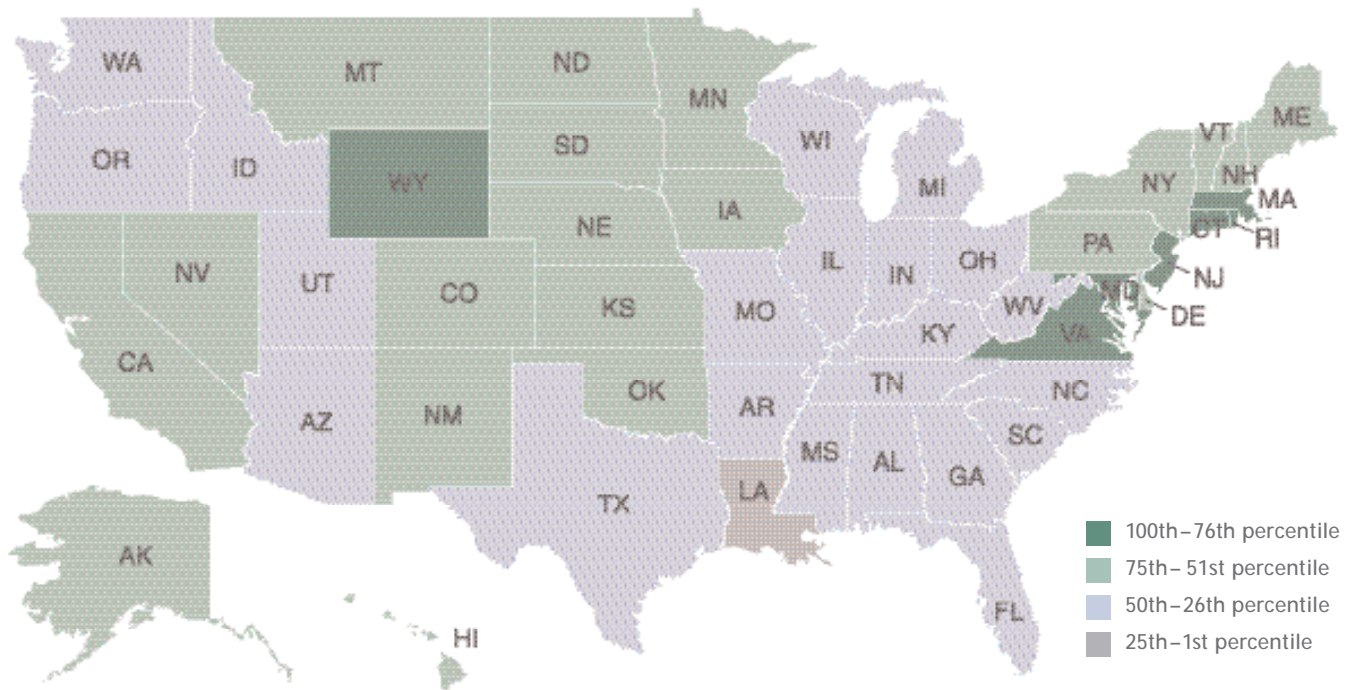 WA
MT
ND
MN
ME
VT
OR
ID
SD
WI
NH
NY
MI
WY
MA
IA
NE
CT
RI
PA
NV
UT
CO
IL
IN
OH
NJ
MD
KS
MO
WV
DE
KY
VA
CA
TN
NC
OK
AZ
NM
AR
SC
MS
AL
GA
LA
TX
AK
HI
FL
100th–76th percentile
75th–51st percentile
50th–26th percentile
25th–1st percentile